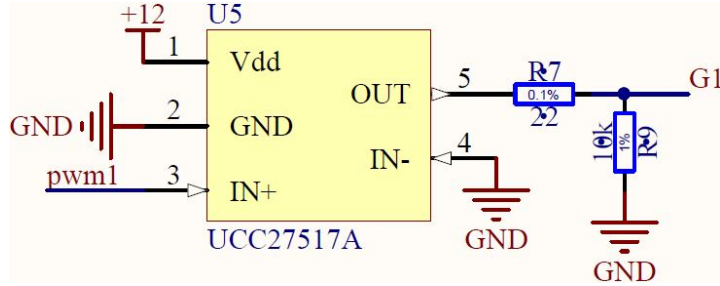 U5
+12
1
Vdd
GND
2
GND
pwm1
3
IN+
OUT
5
R7
0.1%
22
G1
IN-
4
GND
10k
1%
R9
GND
UCC27517A